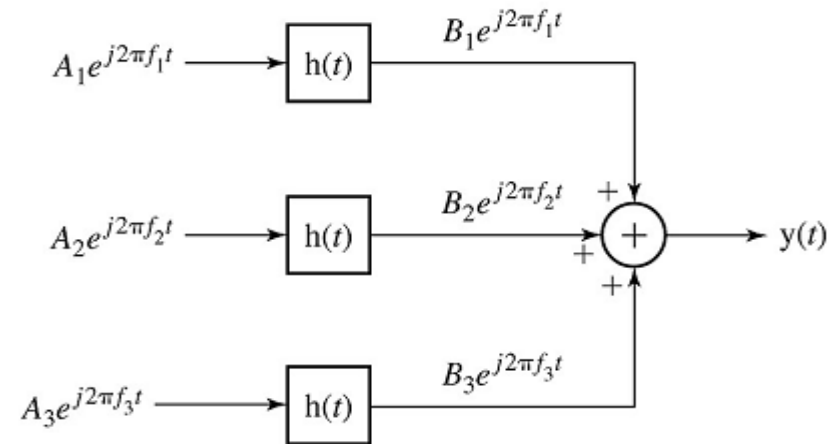 A₁e^{j2πf₁t} h(t) B₁e^{j2πf₁t}
+
A₂e^{j2πf₂t} h(t) B₂e^{j2πf₂t} + y(t)
+
+
A₃e^{j2πf₃t} h(t) B₃e^{j2πf₃t}